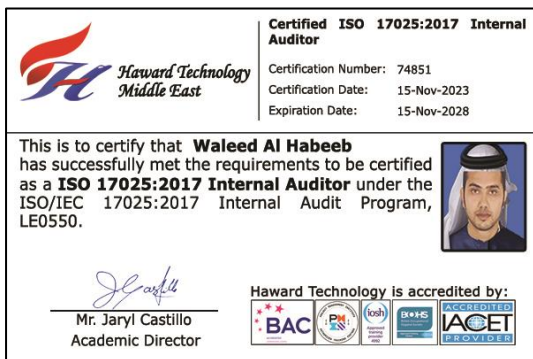 Haward Technology
Middle East
Certified ISO 17025:2017 Internal
Auditor
Certification Number: 74851
Certification Date: 15-Nov-2023
Expiration Date: 15-Nov-2028
This is to certify that Waleed Al Habeeb
has successfully met the requirements to be certified
as a ISO 17025:2017 Internal Auditor under the
ISO/IEC 17025:2017 Internal Audit Program,
LE0550.
Mr. Jaryl Castillo
Academic Director
Haward Technology is accredited by:
BAC
iosh
BOOHS
ACCREDITED
IACET
PROVIDER